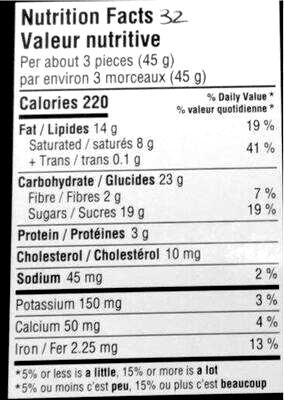 Nutrition Facts 32
Valeur nutritive
Per about 3 pieces (45 g)
par environ 3 morceaux (45 g)
Calories 220
% Daily Value *
% valeur quotidienne *
Fat / Lipides 14 g 19 %
Saturated / saturés 8 g
+ Trans / trans 0.1 g 41 %
Carbohydrate / Glucides 23 g
Fibre / Fibres 2 g 7 %
Sugars / Sucres 19 g 19 %
Protein / Protéines 3 g
Cholesterol / Cholestérol 10 mg
Sodium 45 mg 2 %
Potassium 150 mg 3 %
Calcium 50 mg 4 %
Iron / Fer 2.25 mg 13 %
*5% or less is a little, 15% or more is a lot
*5% ou moins c'est peu, 15% ou plus c'est beaucoup